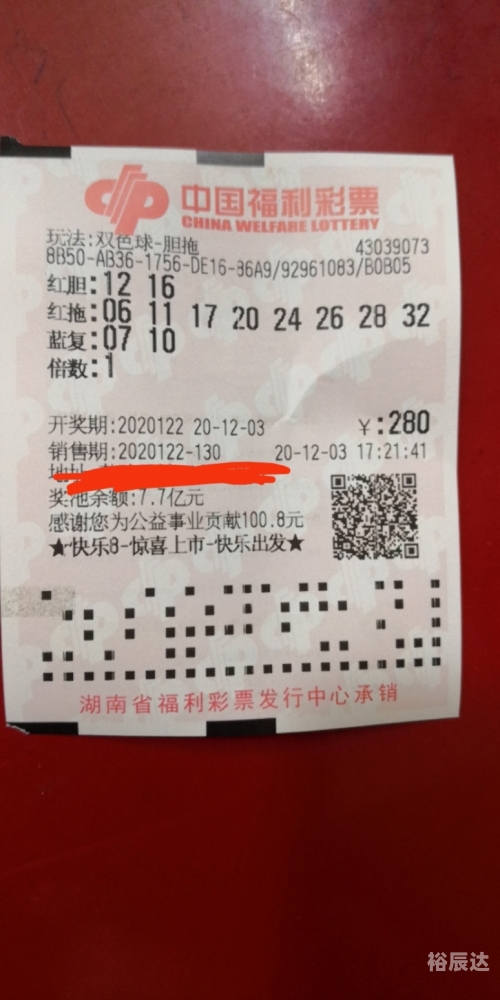 中国福利彩票
CHINA WELFARE LOTTERY
玩法:双色球-胆拖 43039073
8B50-AB36-1756-DE16-86A9/92961083/B0B05
红胆:12 16
红拖:06 11 17 20 24 26 28 32
蓝复:07 10
倍数:1
开奖期:2020122 20-12-03 ¥:280
销售期:2020122-130 20-12-03 17:21:41
奖池余额:7.7亿元
感谢您为公益事业贡献100.8元
★快乐8-惊喜上市-快乐出发★
湖南省福利彩票发行中心承销
裕辰达